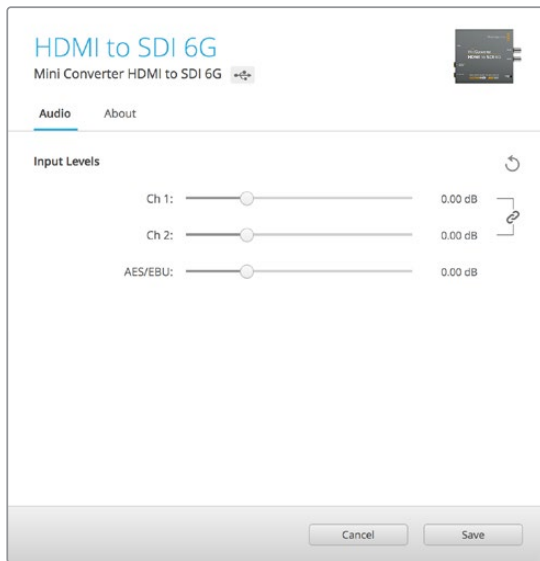 HDMI to SDI 6G
Mini Converter HDMI to SDI 6G
Audio About
Input Levels
Ch 1: 0.00 dB
Ch 2: 0.00 dB
AES/EBU: 0.00 dB
Cancel Save